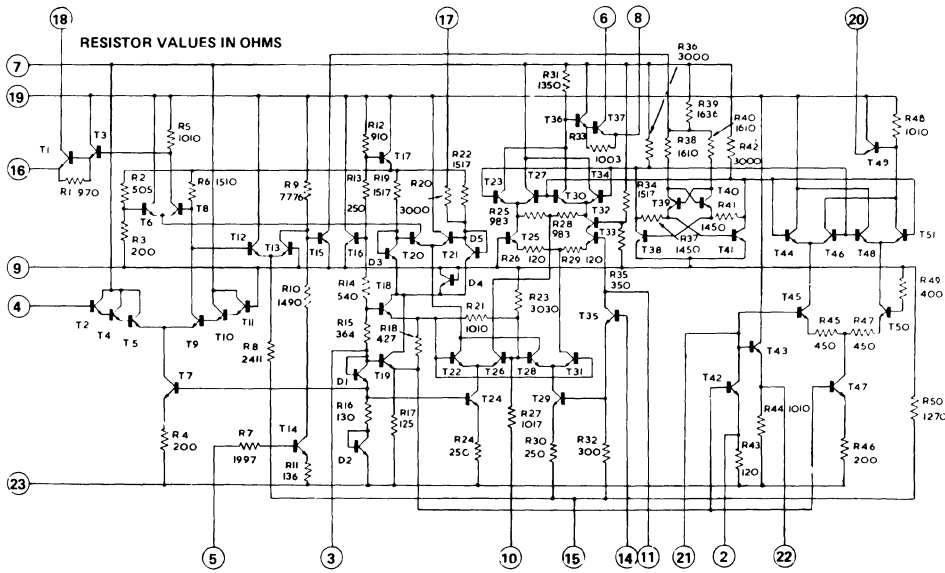 18 17 6 8 20
RESISTOR VALUES IN OHMS
R36
3000
7
R31
1350
R39
1636
19
T3
R5
1010
R12
910
T36
T37
R40
1610
R48
1010
T1
R33
R38
1610
R42
3000
T49
16
R1 970
T17
1003
R2
505
R6 1510
R9
7776
R13
250
R19
1517
R20
3000
R22
1517
T23
T27
T34
T30
R34
1517
T39
T40
R41
1450
T6
T8
R25
983
R28
983
T32
R3
200
T12
T13
T15
T16
D3
T20
T21
D5
T25
R26
120
R29
120
T33
T38
R37
1450
T41
T44
T46
T48
T51
9
D4
R10
1490
R14
540
T18
R21
1010
R23
3030
R35
350
R49
400
4
T2
T4
T5
T9
T10
T11
R8
2411
R15
364
R18
427
T35
T45
R45
450
R47
450
T50
D1
T19
T22
T26
T28
T31
T43
T7
T24
T29
T42
T47
R4
200
R7
1997
T14
R11
136
R16
130
D2
R17
125
R24
250
R27
1017
R30
250
R32
300
R44 1010
R43
120
R46
200
R50
1270
23
5 3 10 15 14 11 21 2 22